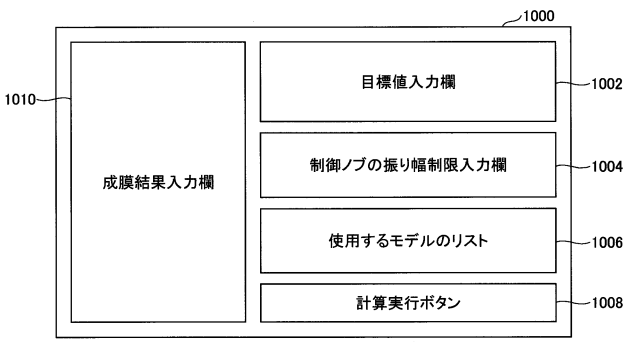 1000
1010
成膜結果入力欄
目標値入力欄
1002
制御ノブの振り幅制限入力欄
1004
使用するモデルのリスト
1006
計算実行ボタン
1008